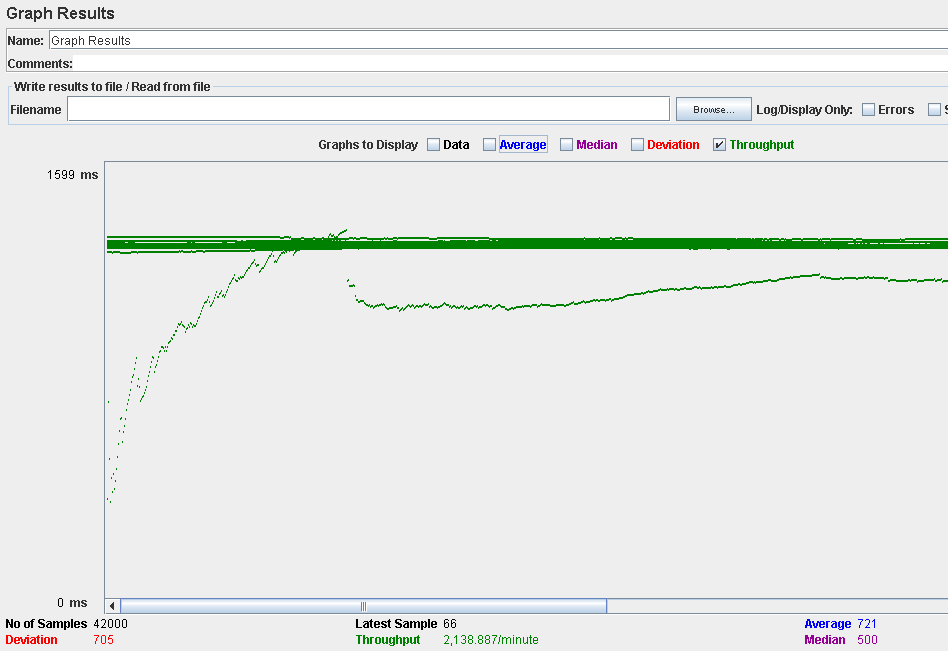 Graph Results
Name: Graph Results
Comments:
Write results to file / Read from file
Filename Browse... Log/Display Only: Errors S
Graphs to Display Data Average Median Deviation Throughput
1599 ms
0 ms
No of Samples 42000 Latest Sample 66 Average 721
Deviation 705 Throughput 2,138.887/minute Median 500